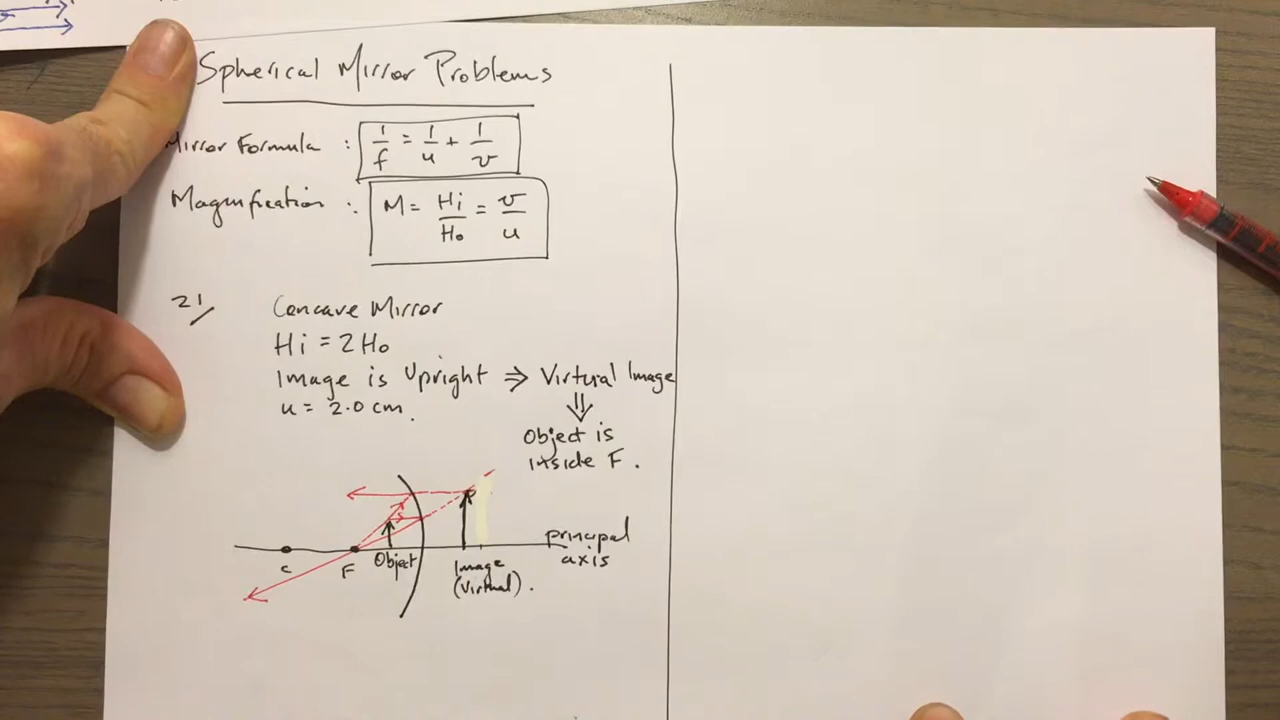 Spherical Mirror Problems
Mirror Formula : 1/f = 1/u + 1/v
Magnification : M = Hi/Ho = v/u
21/ Concave Mirror
Hi = 2Ho
Image is Upright ⇒ Virtual Image
u = 2.0 cm.
⇓
Object is
inside F.
principal
axis
C F Object Image
(Virtual).